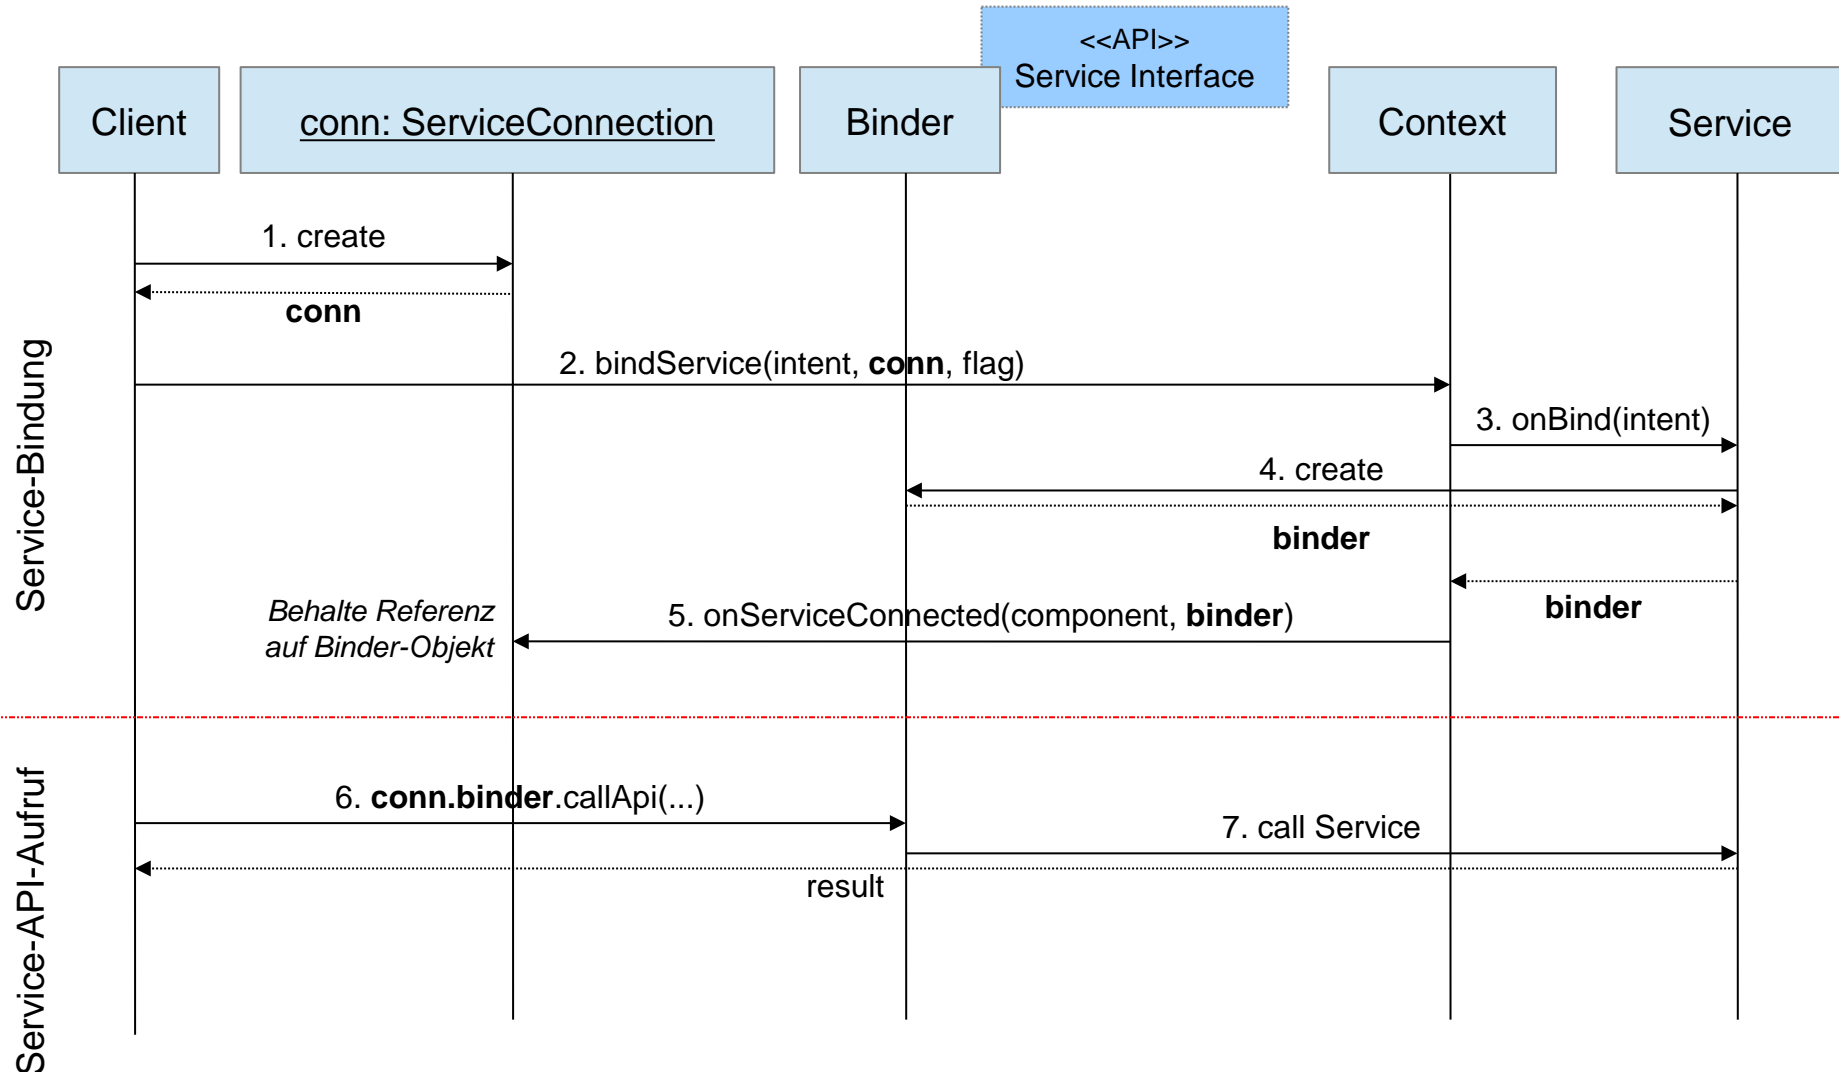 <<API>>
Service Interface
Client
conn: ServiceConnection
Binder
Context
Service
Service-Bindung
1. create
conn
2. bindService(intent, conn, flag)
3. onBind(intent)
4. create
binder
binder
Behalte Referenz
auf Binder-Objekt
5. onServiceConnected(component, binder)
Service-API-Aufruf
6. conn.binder.callApi(...)
7. call Service
result